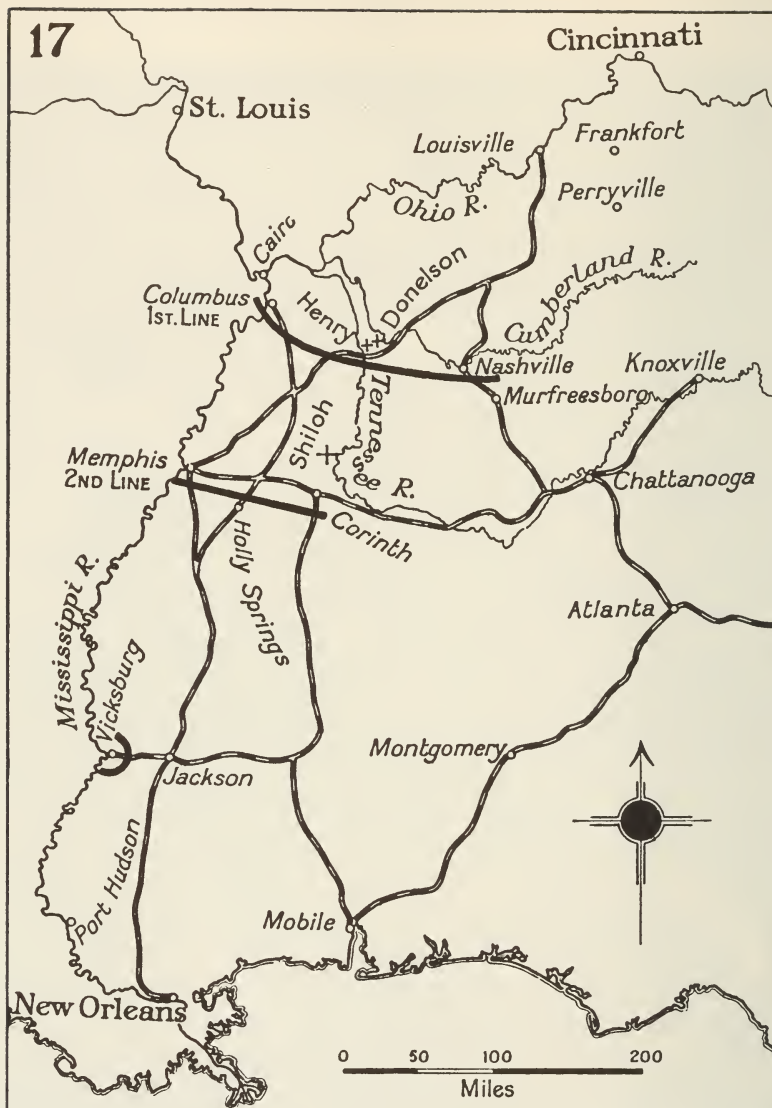 17
Cincinnati
St. Louis
Louisville
Frankfort
Perryville
Ohio R.
Cairo
Cumberland R.
Donelson
Henry
Columbus
1ST. LINE
Nashville
Knoxville
Murfreesboro
Tennessee R.
Shiloh
Memphis
2ND LINE
Chattanooga
Corinth
Holly Springs
Mississippi R.
Atlanta
Vicksburg
Montgomery
Jackson
Port Hudson
Mobile
New Orleans
0 50 100 200
Miles